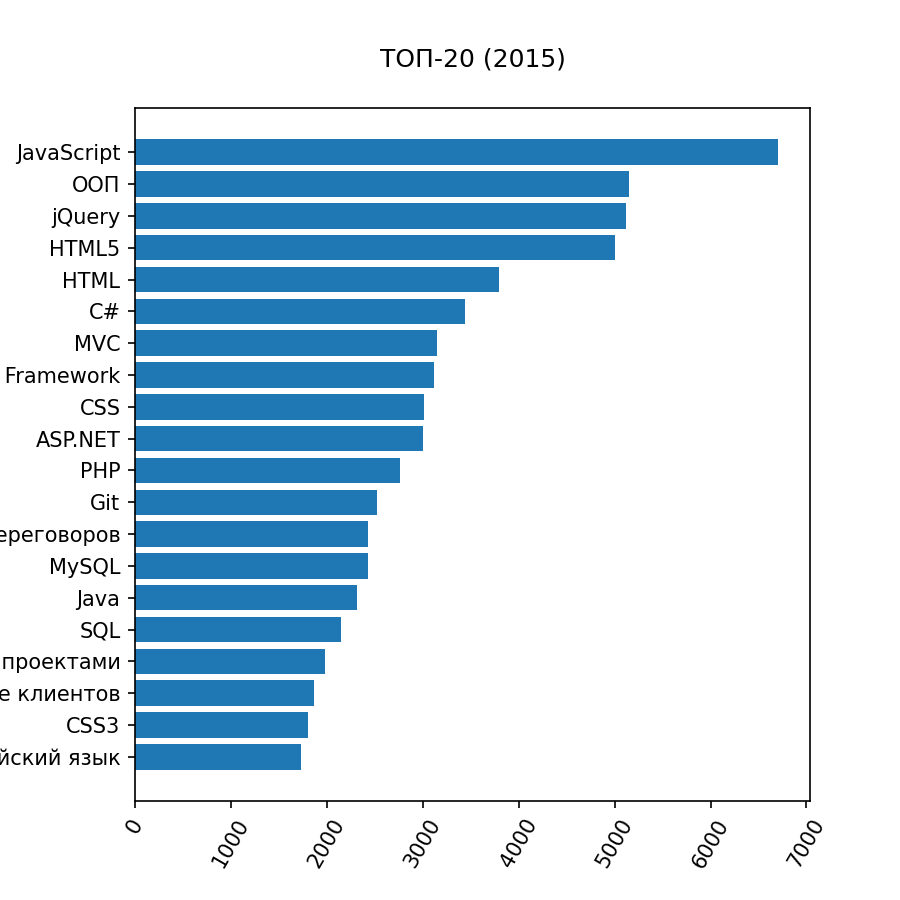 ТОП-20 (2015)
JavaScript
ООП
jQuery
HTML5
HTML
C#
MVC
Framework
CSS
ASP.NET
PHP
Git
ереговоров
MySQL
Java
SQL
проектами
е клиентов
CSS3
йский язык
0 1000 2000 3000 4000 5000 6000 7000